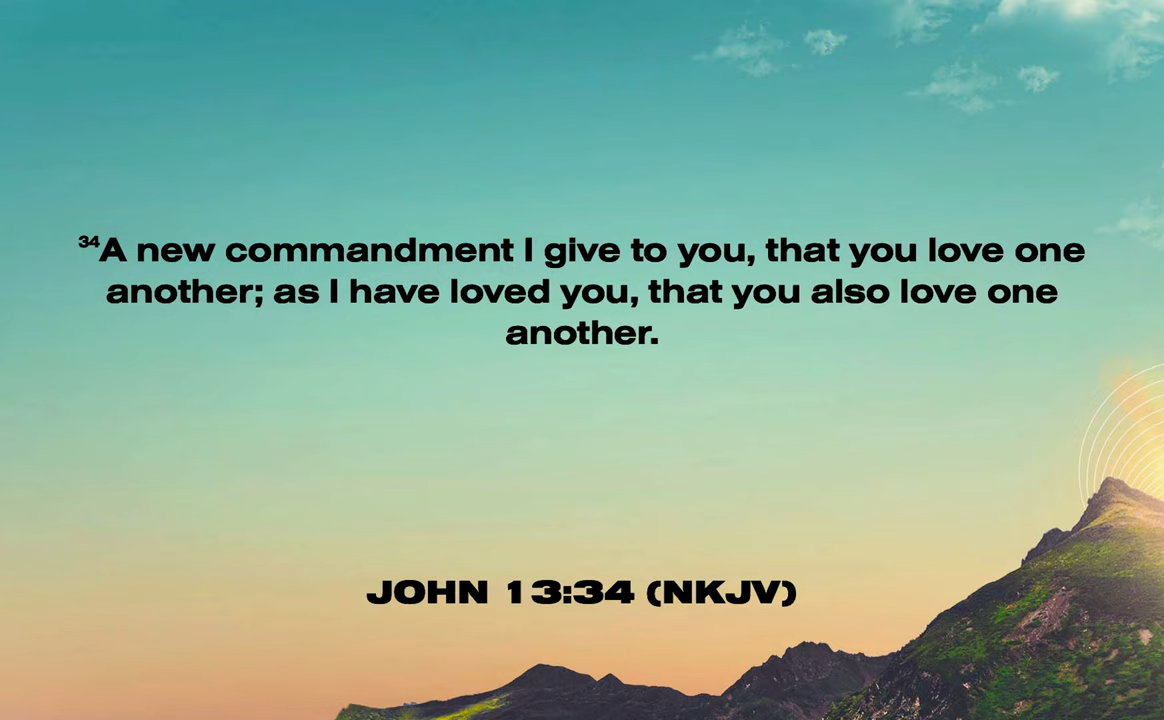 ³⁴A new commandment I give to you, that you love one
another; as I have loved you, that you also love one
another.
JOHN 13:34 (NKJV)